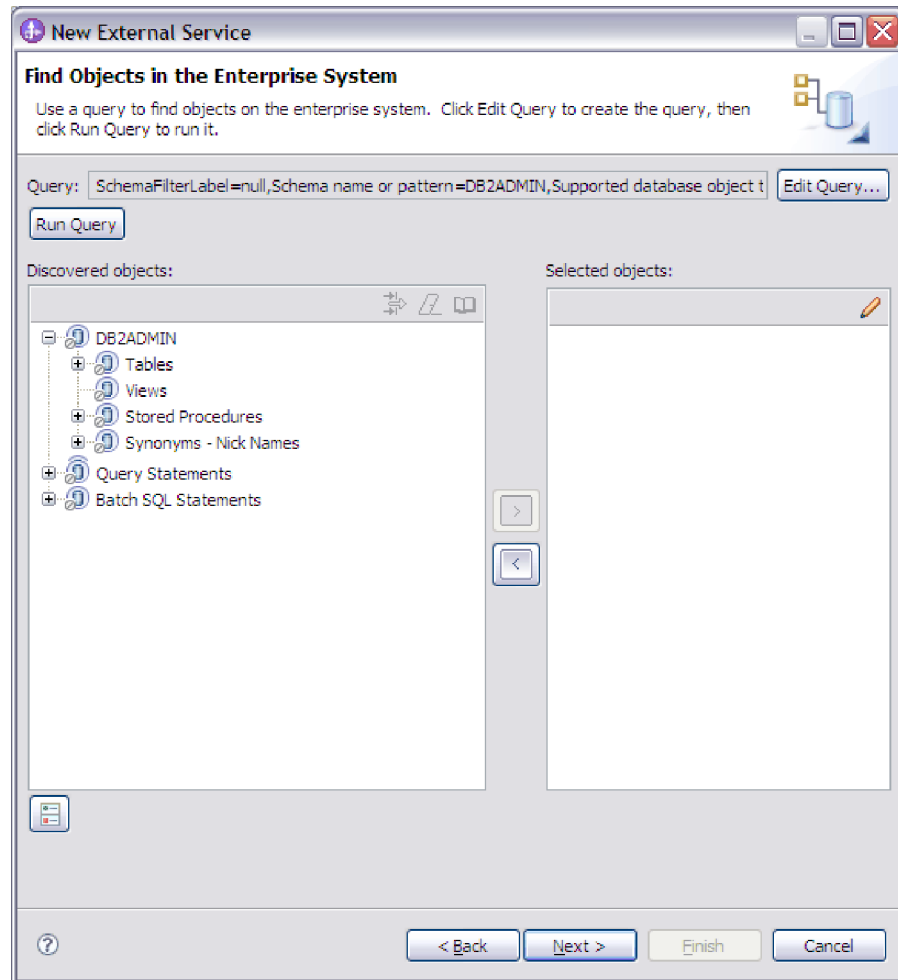 New External Service
Find Objects in the Enterprise System
Use a query to find objects on the enterprise system. Click Edit Query to create the query, then
click Run Query to run it.
Query: SchemaFilterLabel=null,Schema name or pattern=DB2ADMIN,Supported database object t Edit Query...
Run Query
Discovered objects: Selected objects:
DB2ADMIN
Tables
Views
Stored Procedures
Synonyms - Nick Names
Query Statements
Batch SQL Statements
>
<
? < Back Next > Finish Cancel